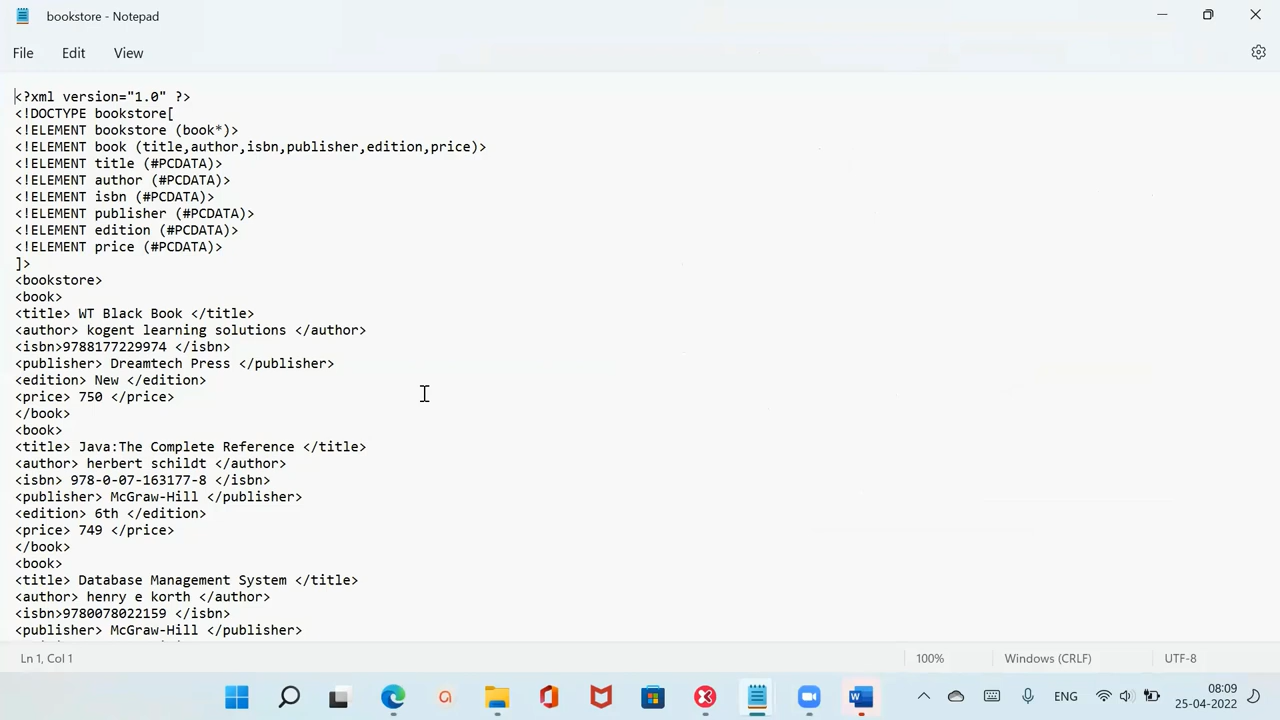 bookstore - Notepad
File Edit View
<?xml version="1.0" ?>
<!DOCTYPE bookstore[
<!ELEMENT bookstore (book*)>
<!ELEMENT book (title,author,isbn,publisher,edition,price)>
<!ELEMENT title (#PCDATA)>
<!ELEMENT author (#PCDATA)>
<!ELEMENT isbn (#PCDATA)>
<!ELEMENT publisher (#PCDATA)>
<!ELEMENT edition (#PCDATA)>
<!ELEMENT price (#PCDATA)>
]>
<bookstore>
<book>
<title> WT Black Book </title>
<author> kogent learning solutions </author>
<isbn>9788177229974 </isbn>
<publisher> Dreamtech Press </publisher>
<edition> New </edition>
<price> 750 </price>
</book>
<book>
<title> Java:The Complete Reference </title>
<author> herbert schildt </author>
<isbn> 978-0-07-163177-8 </isbn>
<publisher> McGraw-Hill </publisher>
<edition> 6th </edition>
<price> 749 </price>
</book>
<book>
<title> Database Management System </title>
<author> henry e korth </author>
<isbn>9780078022159 </isbn>
<publisher> McGraw-Hill </publisher>
Ln 1, Col 1 100% Windows (CRLF) UTF-8
ENG 08:09
25-04-2022